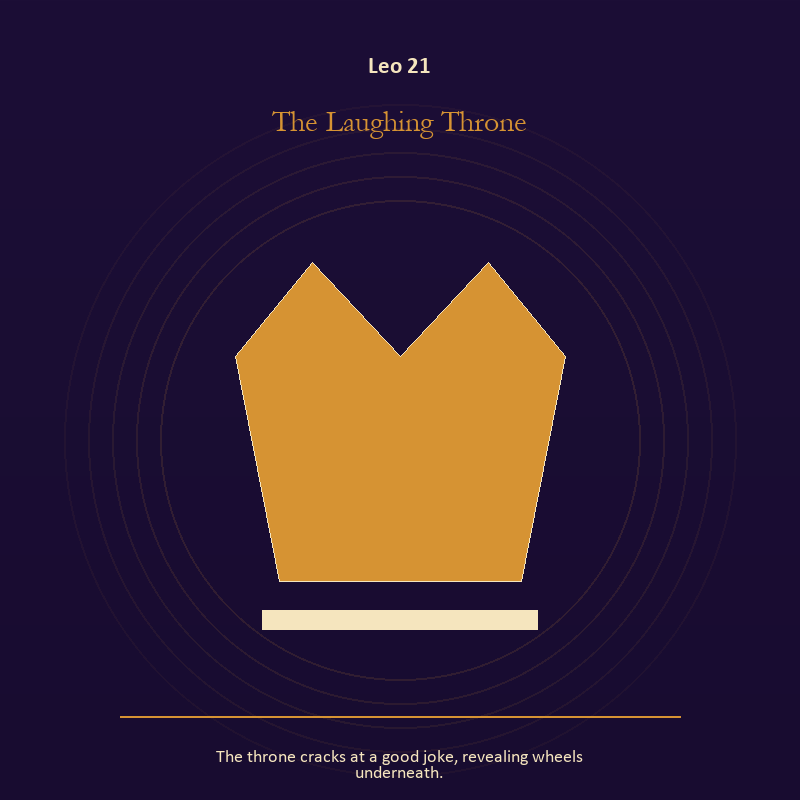 Leo 21
The Laughing Throne
The throne cracks at a good joke, revealing wheels
underneath.